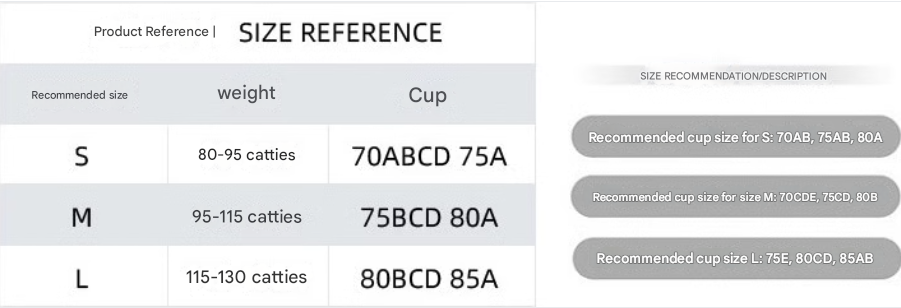 Product Reference | SIZE REFERENCE
Recommended size weight Cup
S 80-95 catties 70ABCD 75A
M 95-115 catties 75BCD 80A
L 115-130 catties 80BCD 85A
SIZE RECOMMENDATION/DESCRIPTION
Recommended cup size for S: 70AB, 75AB, 80A
Recommended cup size for size M: 70CDE, 75CD, 80B
Recommended cup size L: 75E, 80CD, 85AB